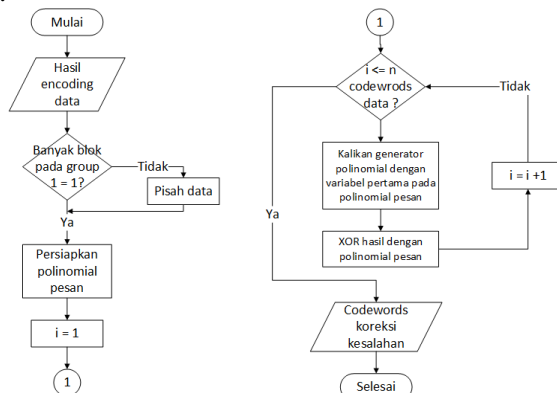 Mulai
Hasil
encoding
data
Banyak blok
pada group
1 = 1?
Tidak
Pisah data
Ya
Persiapkan
polinomial
pesan
i = 1
1
1
i <= n
codewrods
data ?
Tidak
Kalikan generator
polinomial dengan
variabel pertama pada
polinomial pesan
i = i +1
Ya
XOR hasil dengan
polinomial pesan
Codewords
koreksi
kesalahan
Selesai